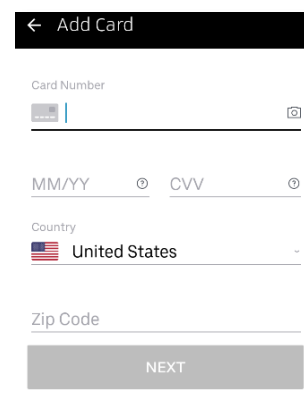 Add Card
Card Number
MM/YY CVV
Country
United States
Zip Code
NEXT